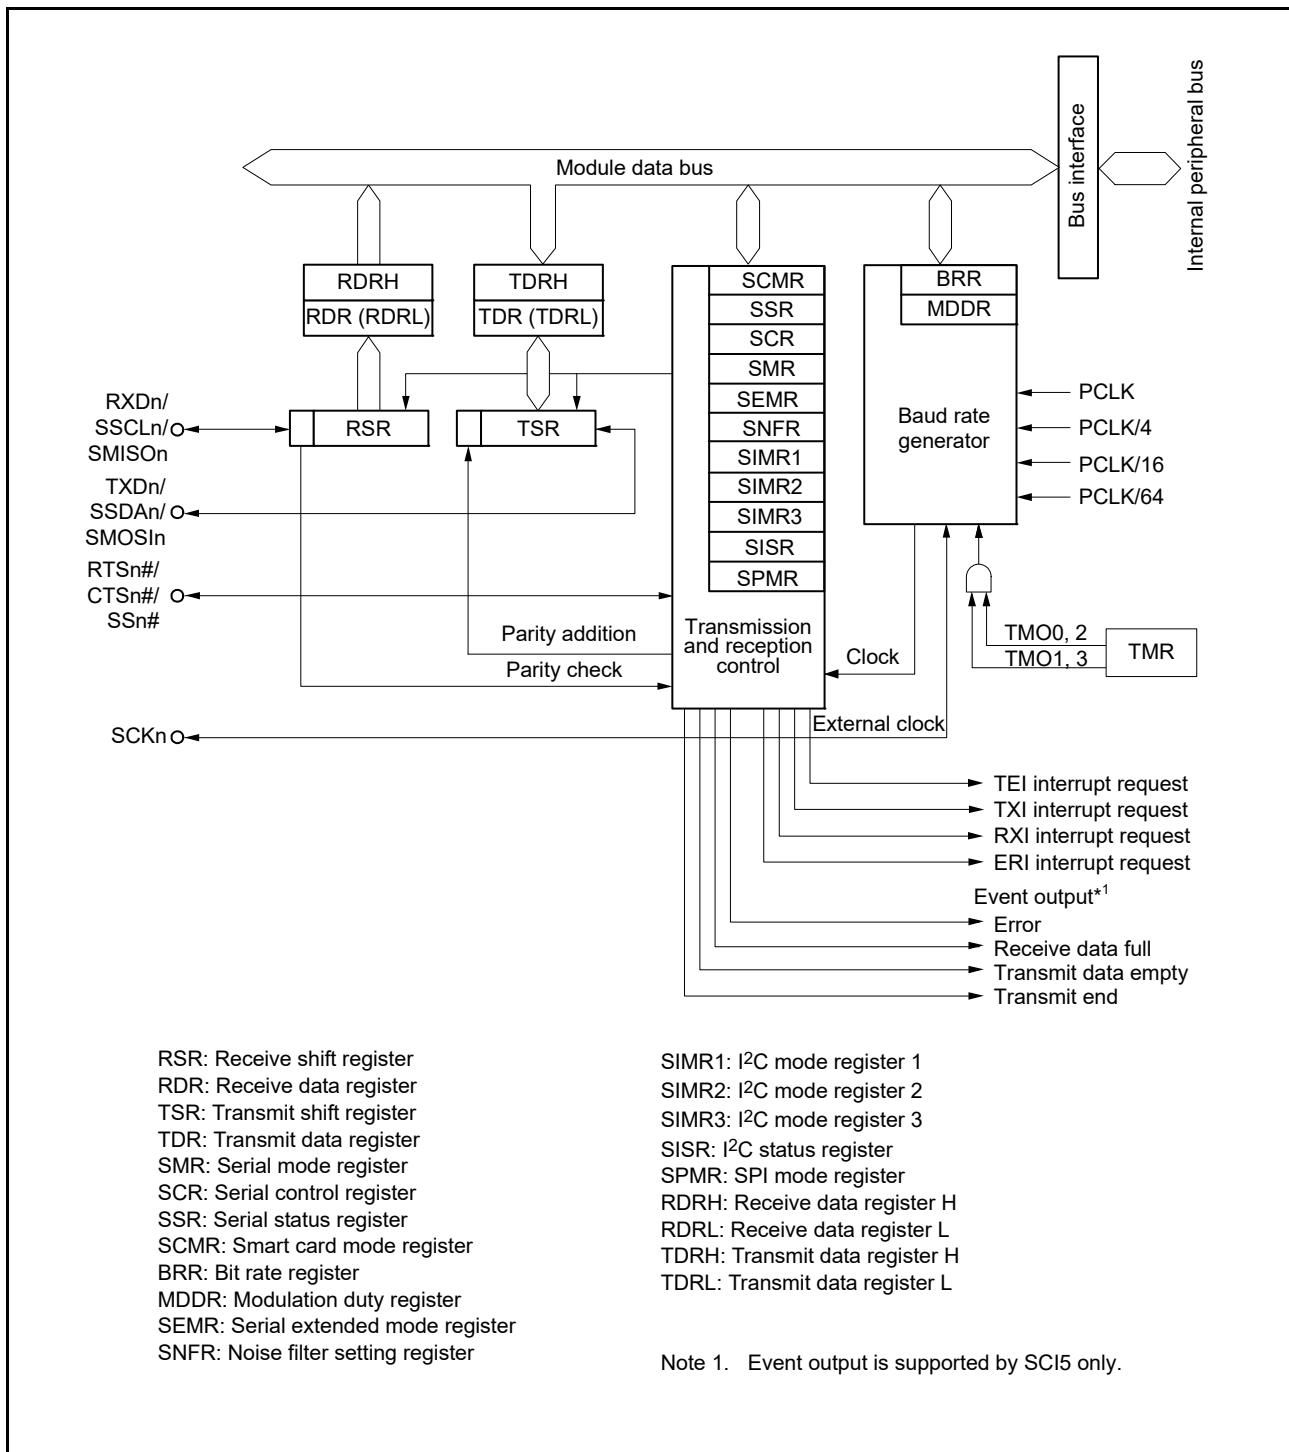 Module data bus
Bus interface
Internal peripheral bus
RDRH
RDR (RDRL)
TDRH
TDR (TDRL)
SCMR
SSR
SCR
SMR
SEMR
SNFR
SIMR1
SIMR2
SIMR3
SISR
SPMR
Transmission
and reception
control
BRR
MDDR
Baud rate
generator
PCLK
PCLK/4
PCLK/16
PCLK/64
RXDn/
SSCLn/
SMISOn
RSR
TSR
TXDn/
SSDAn/
SMOSIn
RTSn#/
CTSn#/
SSn#
Parity addition
Parity check
Clock
TMO0, 2
TMO1, 3
TMR
SCKn
External clock
TEI interrupt request
TXI interrupt request
RXI interrupt request
ERI interrupt request
Event output*1
Error
Receive data full
Transmit data empty
Transmit end
RSR: Receive shift register
RDR: Receive data register
TSR: Transmit shift register
TDR: Transmit data register
SMR: Serial mode register
SCR: Serial control register
SSR: Serial status register
SCMR: Smart card mode register
BRR: Bit rate register
MDDR: Modulation duty register
SEMR: Serial extended mode register
SNFR: Noise filter setting register
SIMR1: I2C mode register 1
SIMR2: I2C mode register 2
SIMR3: I2C mode register 3
SISR: I2C status register
SPMR: SPI mode register
RDRH: Receive data register H
RDRL: Receive data register L
TDRH: Transmit data register H
TDRL: Transmit data register L
Note 1. Event output is supported by SCI5 only.